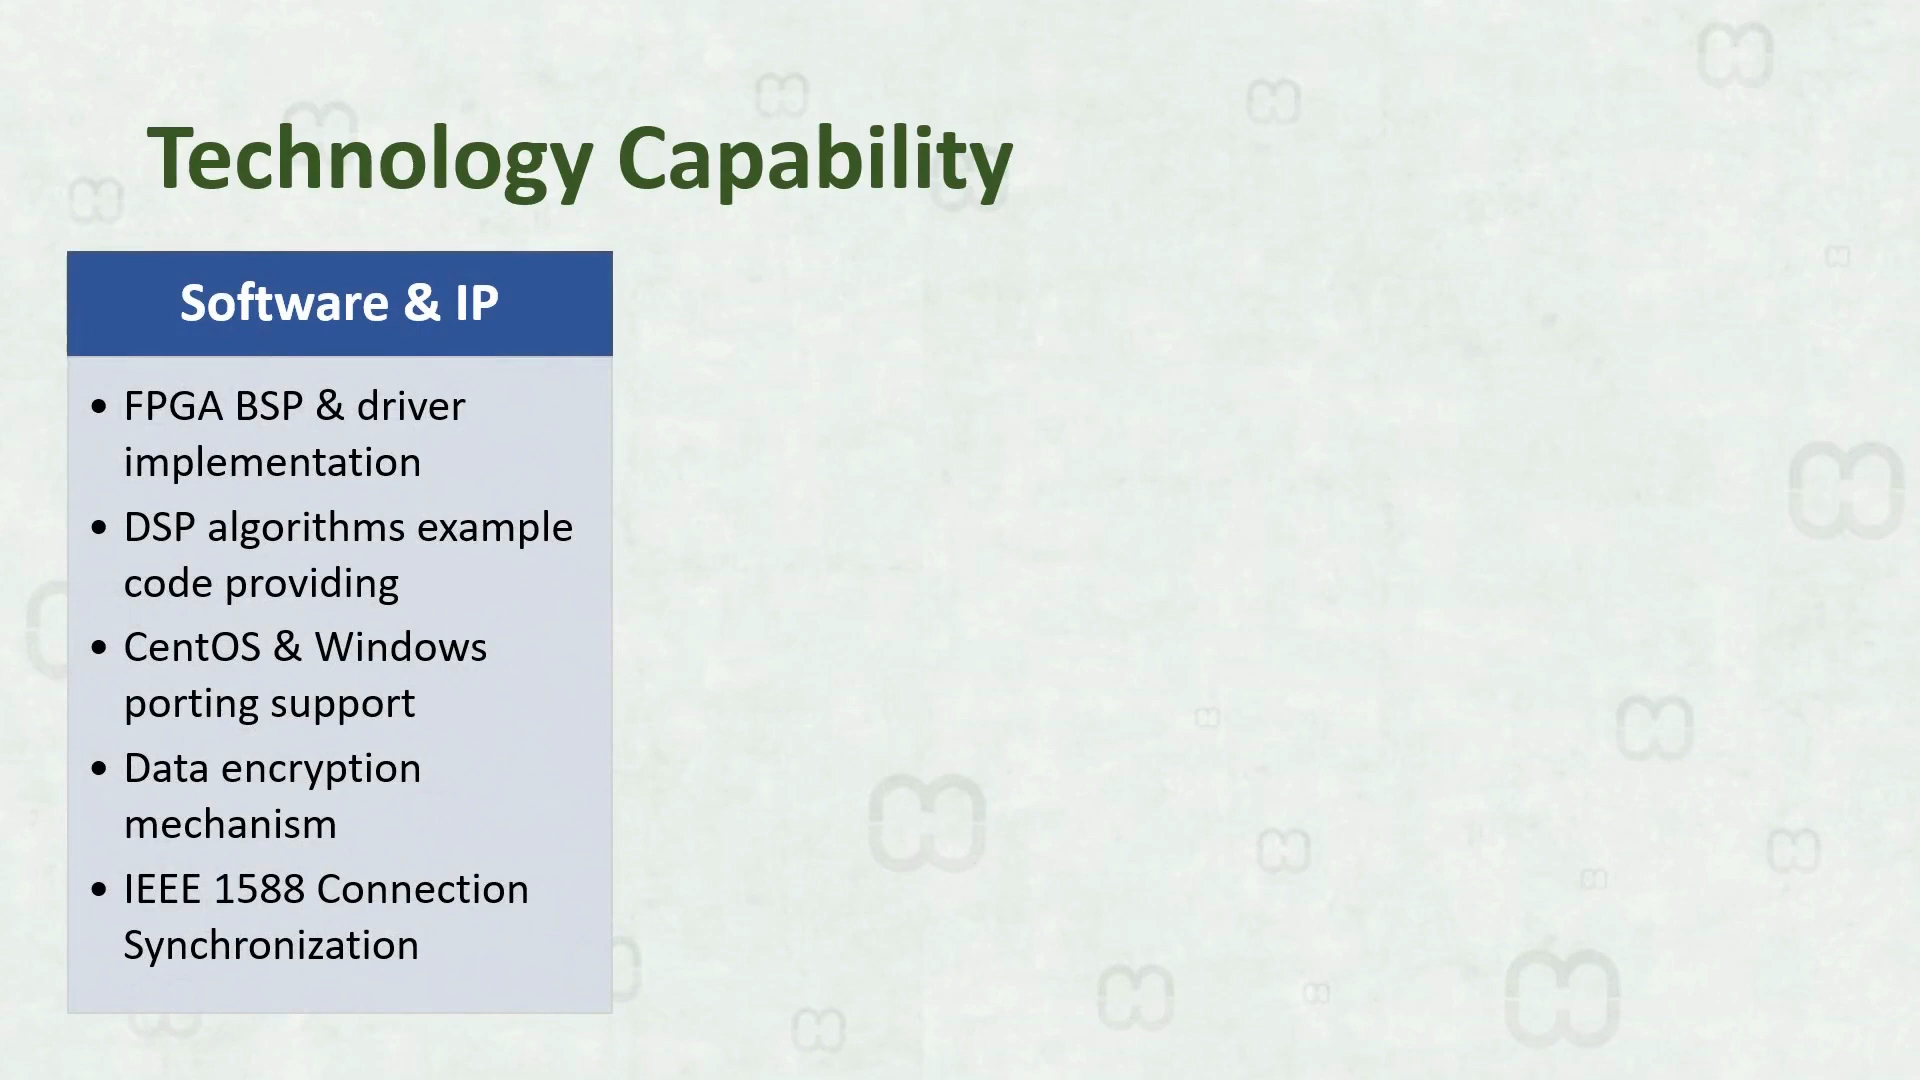 Technology Capability
Software & IP
• FPGA BSP & driver
implementation
• DSP algorithms example
code providing
• CentOS & Windows
porting support
• Data encryption
mechanism
• IEEE 1588 Connection
Synchronization